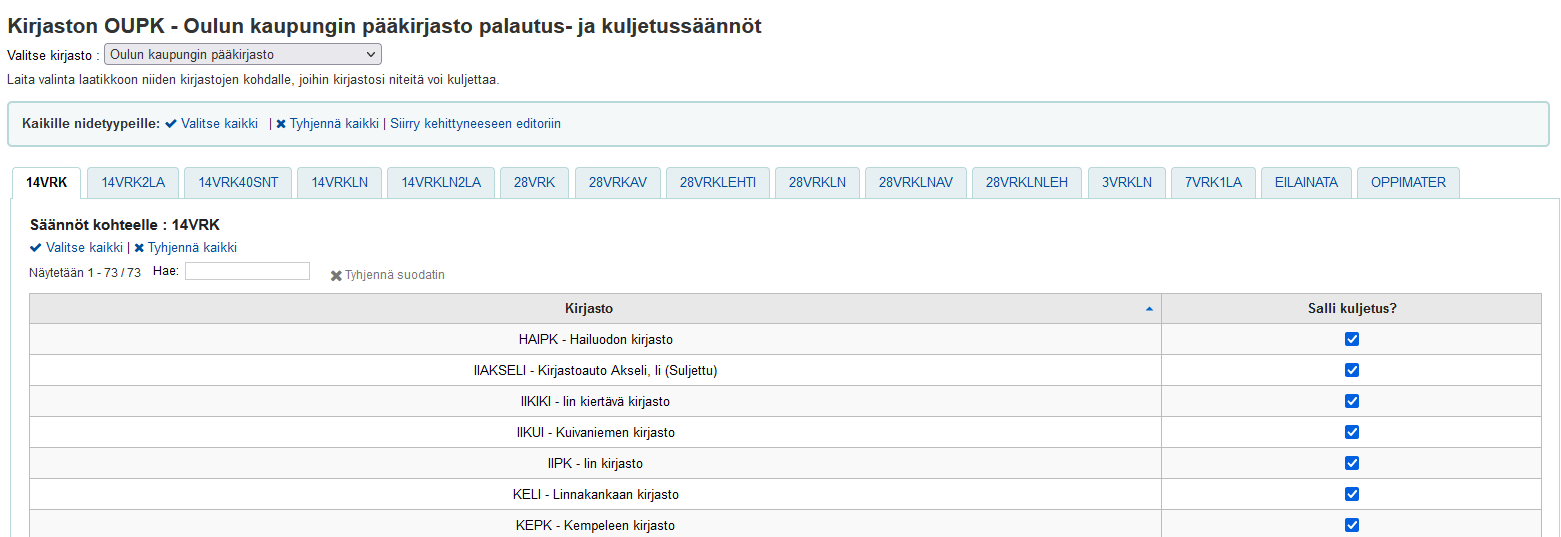 Kirjaston OUPK - Oulun kaupungin pääkirjasto palautus- ja kuljetussäännöt
Valitse kirjasto : Oulun kaupungin pääkirjasto
Laita valinta laatikkoon niiden kirjastojen kohdalle, joihin kirjastosi niteitä voi kuljettaa.
Kaikille nidetyypeille: Valitse kaikki | Tyhjennä kaikki | Siirry kehittyneeseen editoriin
14VRK 14VRK2LA 14VRK40SNT 14VRKLN 14VRKLN2LA 28VRK 28VRKAV 28VRKLEHTI 28VRKLN 28VRKLNAV 28VRKLNLEH 3VRKLN 7VRK1LA EILAINATA OPPIMATER
Säännöt kohteelle : 14VRK
Valitse kaikki | Tyhjennä kaikki
Näytetään 1 - 73 / 73 Hae: Tyhjennä suodatin
Kirjasto Salli kuljetus?
HAIPK - Hailuodon kirjasto
IIAKSELI - Kirjastoauto Akseli, Ii (Suljettu)
IIKIKI - Iin kiertävä kirjasto
IIKUI - Kuivaniemen kirjasto
IIPK - Iin kirjasto
KELI - Linnakankaan kirjasto
KEPK - Kempeleen kirjasto